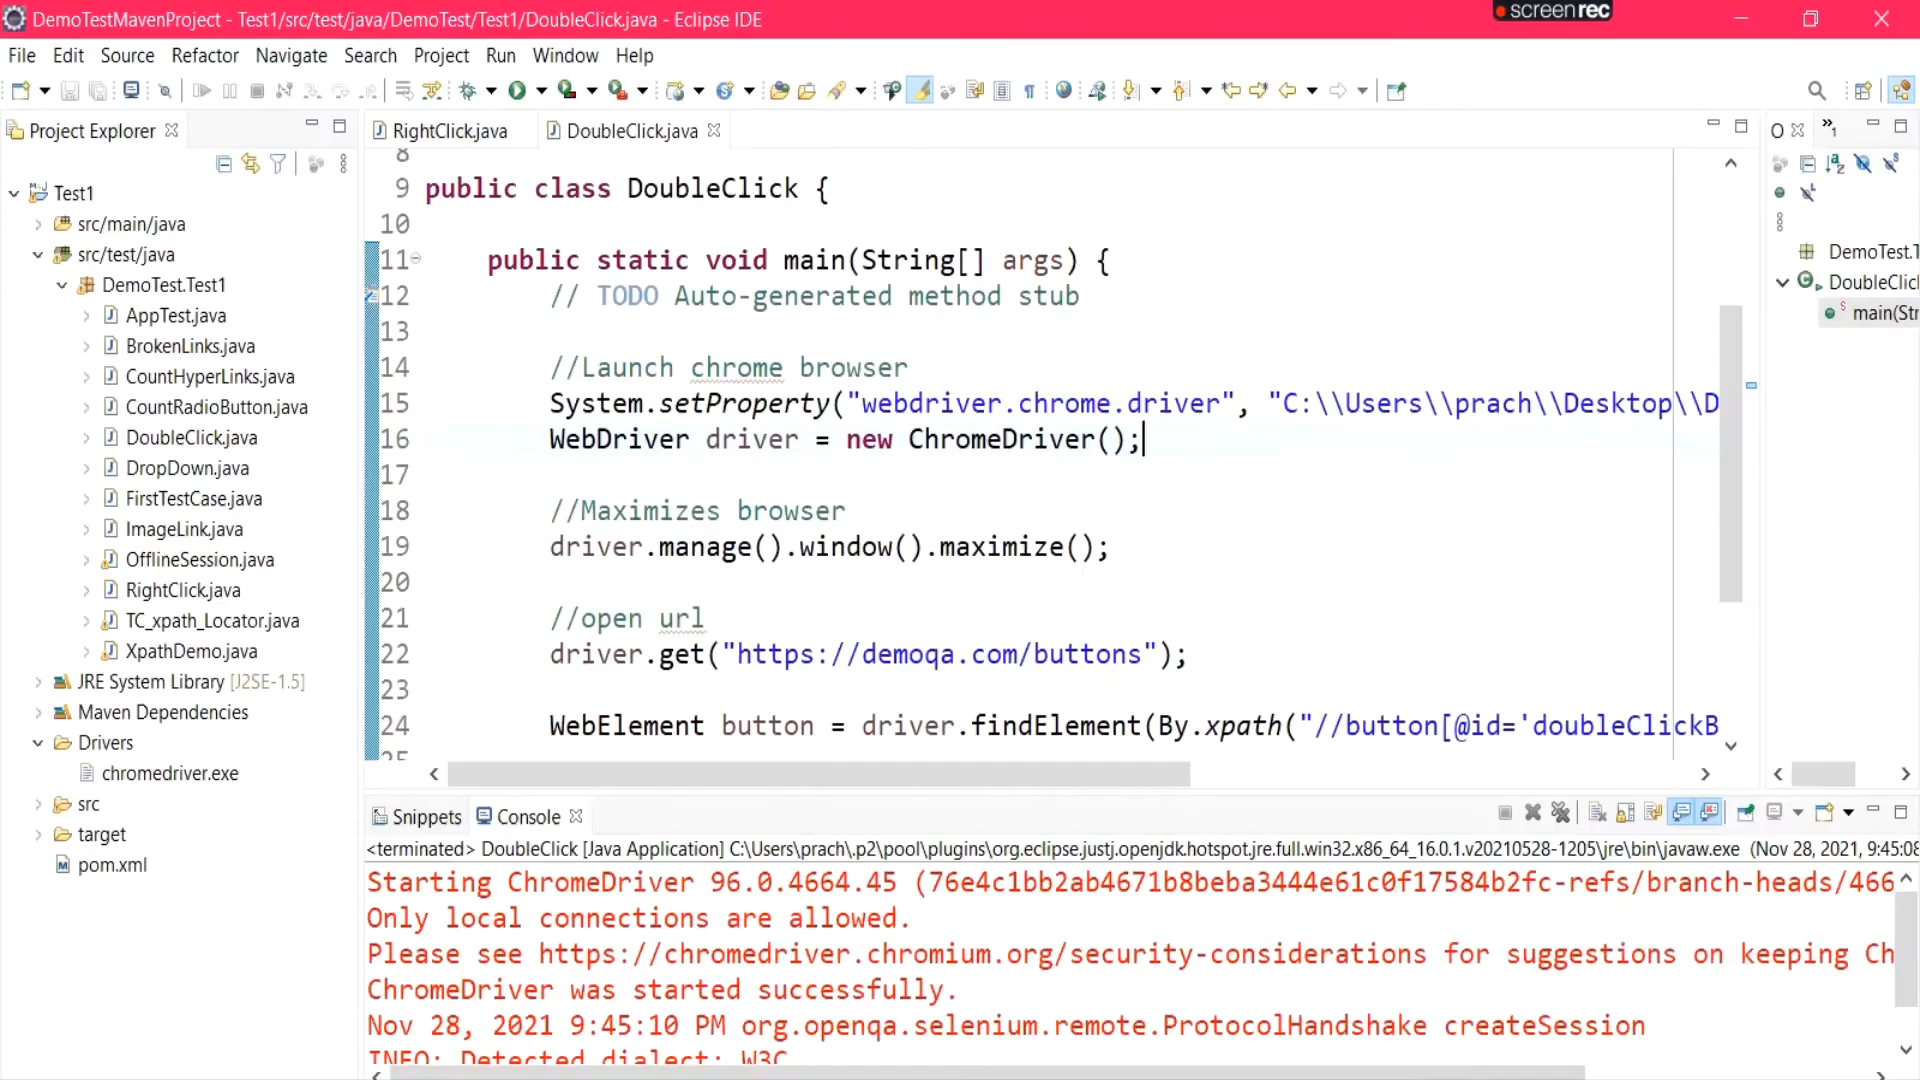 DemoTestMavenProject - Test1/src/test/java/DemoTest/Test1/DoubleClick.java - Eclipse IDE
screenrec
File Edit Source Refactor Navigate Search Project Run Window Help
Project Explorer
RightClick.java
DoubleClick.java
Test1
src/main/java
src/test/java
DemoTest.Test1
AppTest.java
BrokenLinks.java
CountHyperLinks.java
CountRadioButton.java
DoubleClick.java
DropDown.java
FirstTestCase.java
ImageLink.java
OfflineSession.java
RightClick.java
TC_xpath_Locator.java
XpathDemo.java
JRE System Library [J2SE-1.5]
Maven Dependencies
Drivers
chromedriver.exe
src
target
pom.xml
8
9 public class DoubleClick {
10
11 public static void main(String[] args) {
12 // TODO Auto-generated method stub
13
14 //Launch chrome browser
15 System.setProperty("webdriver.chrome.driver", "C:\\Users\\prach\\Desktop\\D
16 WebDriver driver = new ChromeDriver();
17
18 //Maximizes browser
19 driver.manage().window().maximize();
20
21 //open url
22 driver.get("https://demoqa.com/buttons");
23
24 WebElement button = driver.findElement(By.xpath("//button[@id='doubleClickB
25
O
DemoTest.T
DoubleClicl
main(Str
Snippets
Console
<terminated> DoubleClick [Java Application] C:\Users\prach\.p2\pool\plugins\org.eclipse.justj.openjdk.hotspot.jre.full.win32.x86_64_16.0.1.v20210528-1205\jre\bin\javaw.exe (Nov 28, 2021, 9:45:08
Starting ChromeDriver 96.0.4664.45 (76e4c1bb2ab4671b8beba3444e61c0f17584b2fc-refs/branch-heads/466
Only local connections are allowed.
Please see https://chromedriver.chromium.org/security-considerations for suggestions on keeping Ch
ChromeDriver was started successfully.
Nov 28, 2021 9:45:10 PM org.openqa.selenium.remote.ProtocolHandshake createSession
INFO: Detected dialect: W3C